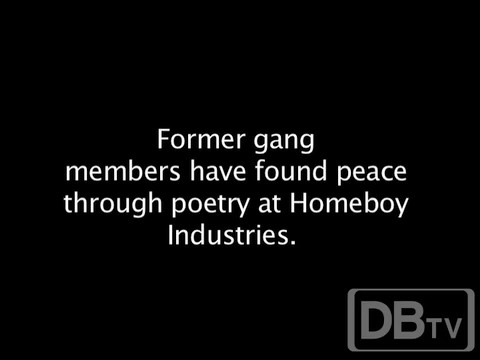 Former gang
members have found peace
through poetry at Homeboy
Industries.
DBTV